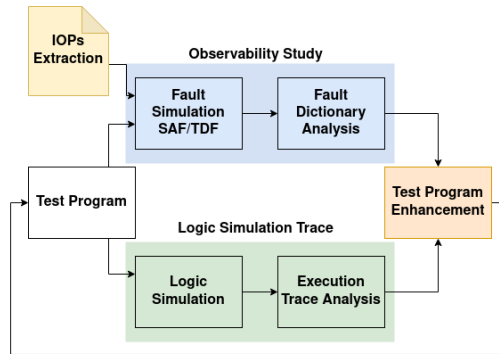 IOPs
Extraction
Observability Study
Fault
Simulation
SAF/TDF
Fault
Dictionary
Analysis
Test Program
Test Program
Enhancement
Logic Simulation Trace
Logic
Simulation
Execution
Trace Analysis